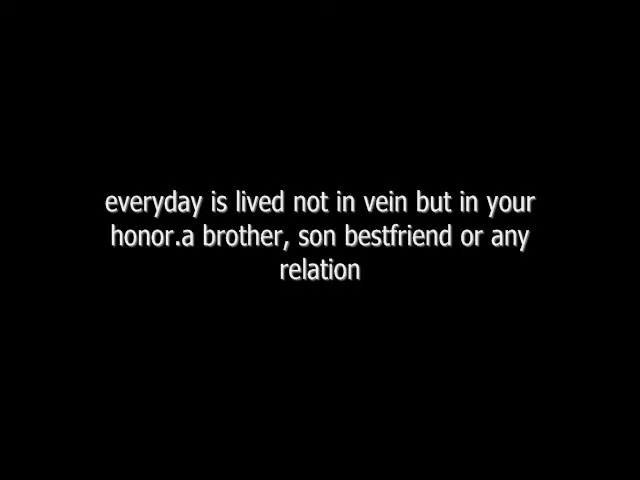 everyday is lived not in vein but in your
honor.a brother, son bestfriend or any
relation